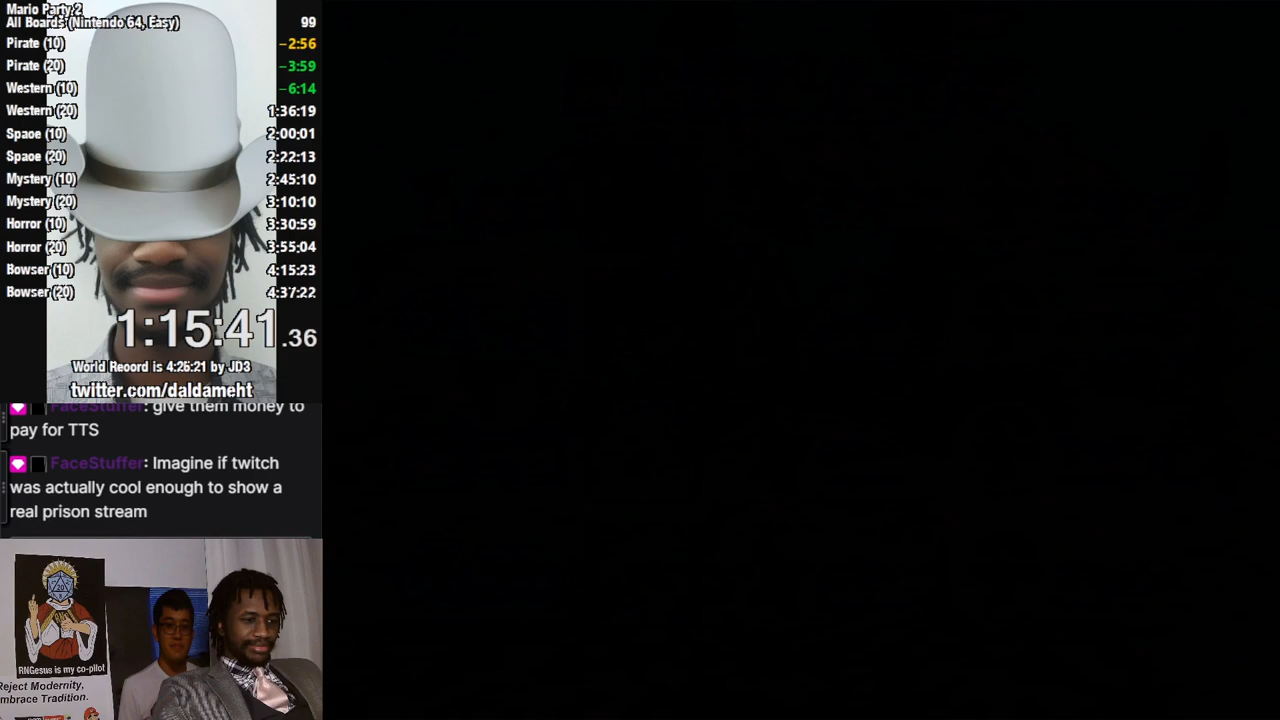 Mario Party 2
All Boards (Nintendo 64, Easy) 99
Pirate (10) -2:56
Pirate (20) -3:59
Western (10) -6:14
Western (20) 1:36:19
Space (10) 2:00:01
Space (20) 2:22:13
Mystery (10) 2:45:10
Mystery (20) 3:10:10
Horror (10) 3:30:59
Horror (20) 3:55:04
Bowser (10) 4:15:23
Bowser (20) 4:37:22
1:15:41.36
World Record is 4:26:21 by JD3
twitter.com/daldameht
FaceStuffer: give them money to
pay for TTS
FaceStuffer: Imagine if twitch
was actually cool enough to show a
real prison stream
RNGesus is my co-pilot
Reject Modernity,
mbrace Tradition.